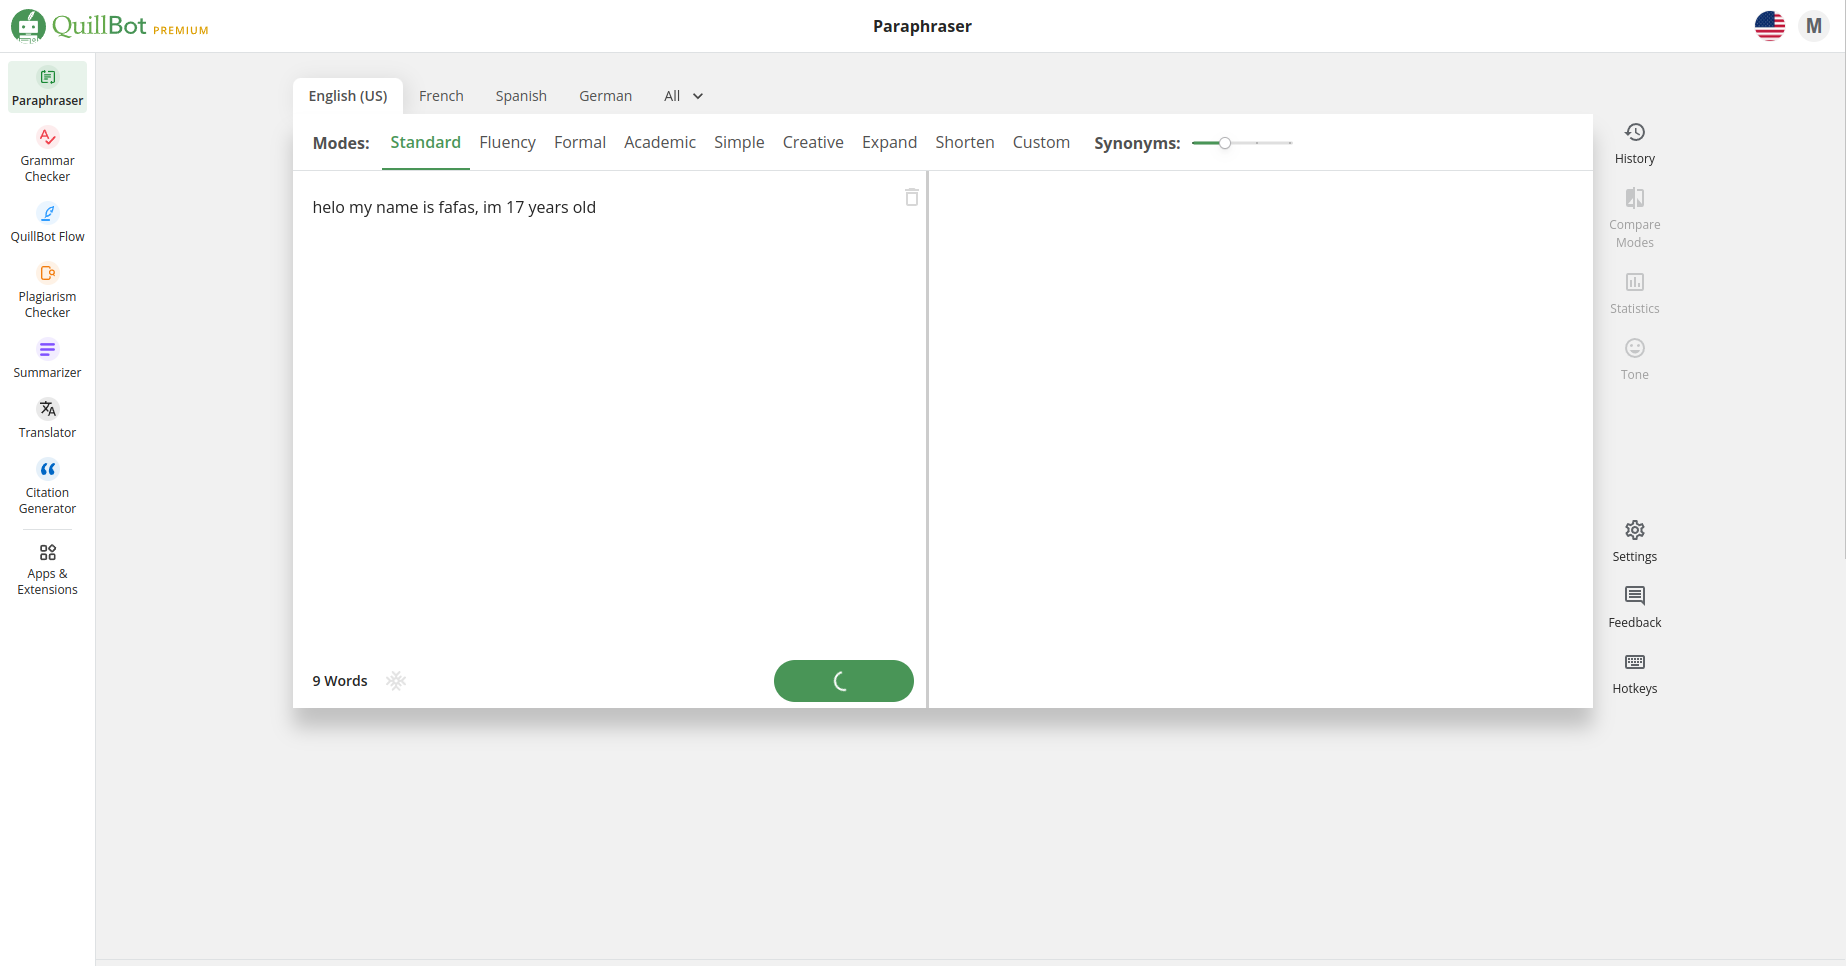 QuillBot PREMIUM
Paraphraser
M
Paraphraser
Grammar
Checker
QuillBot Flow
Plagiarism
Checker
Summarizer
Translator
Citation
Generator
Apps &
Extensions
English (US) French Spanish German All
Modes: Standard Fluency Formal Academic Simple Creative Expand Shorten Custom Synonyms:
helo my name is fafas, im 17 years old
9 Words
History
Compare
Modes
Statistics
Tone
Settings
Feedback
Hotkeys